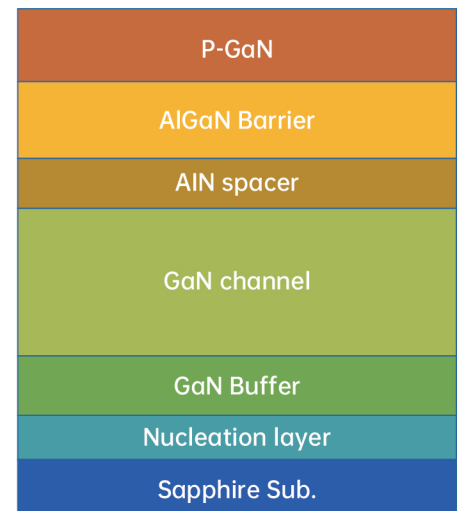 P-GaN
AlGaN Barrier
AlN spacer
GaN channel
GaN Buffer
Nucleation layer
Sapphire Sub.